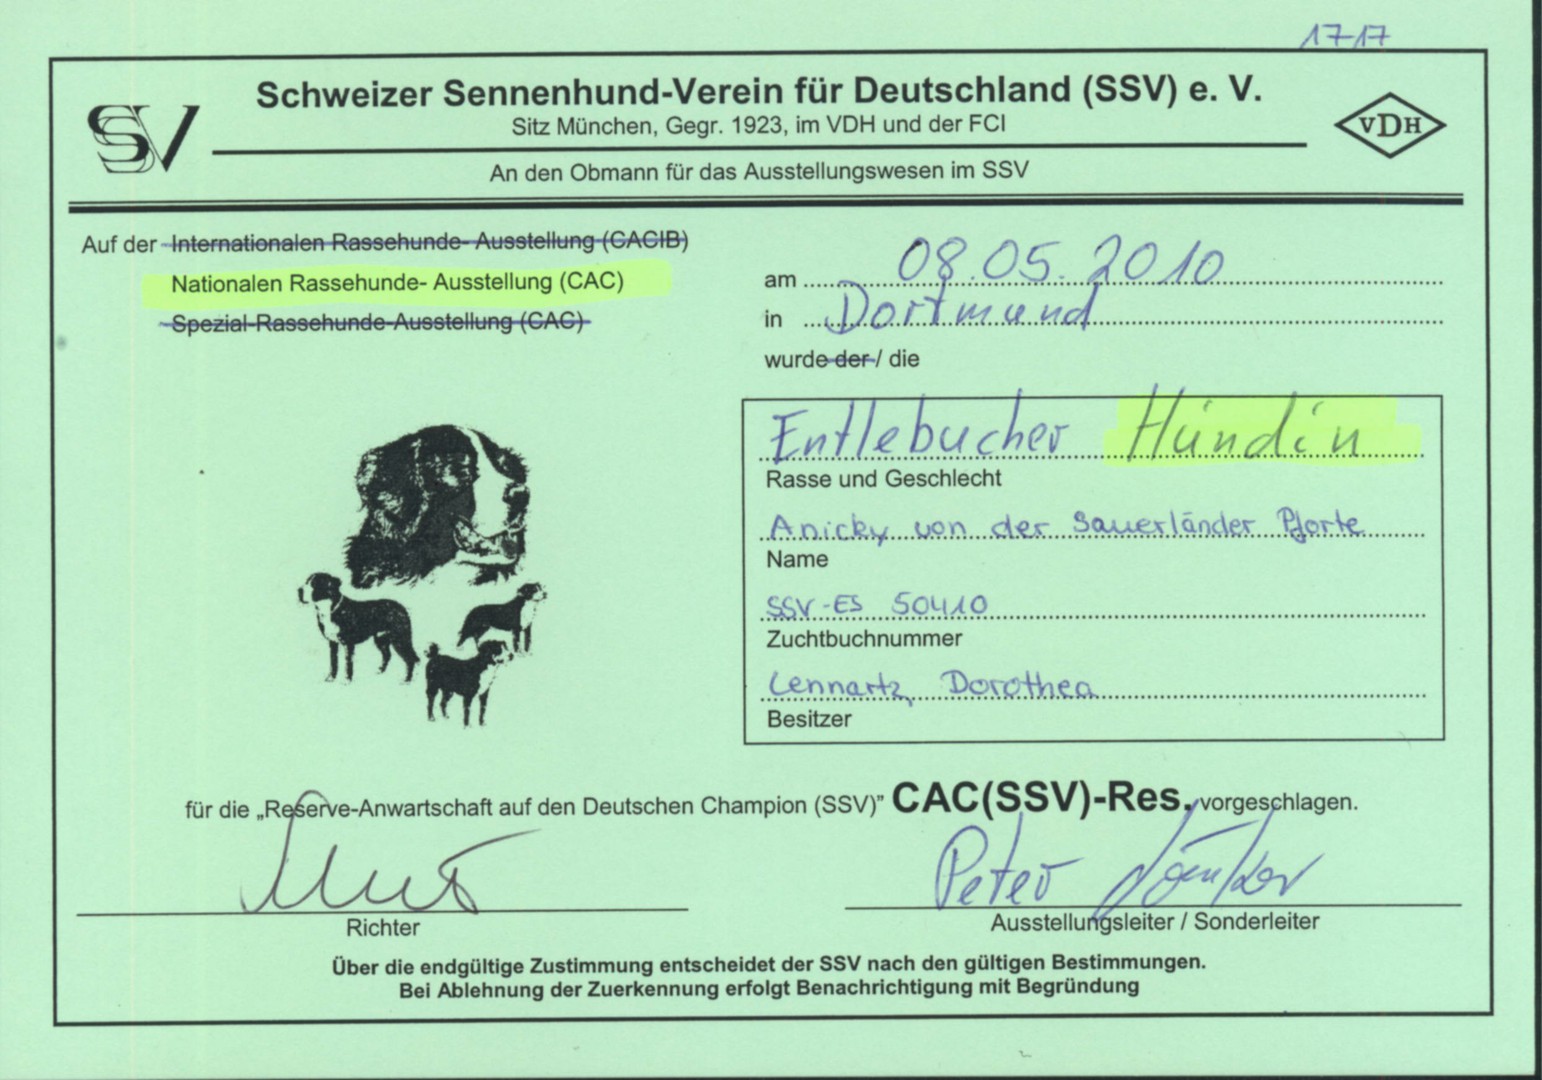 1717
Schweizer Sennenhund-Verein für Deutschland (SSV) e. V.
SSV
Sitz München, Gegr. 1923, im VDH und der FCI
VDH
An den Obmann für das Ausstellungswesen im SSV
Auf der Internationalen Rassehunde- Ausstellung (CACIB)
Nationalen Rassehunde- Ausstellung (CAC)
am 08.05.2010
Spezial-Rassehunde-Ausstellung (CAC)
in Dortmund
wurde der / die
Entlebucher Hündin
Rasse und Geschlecht
Anicky von der Sauerländer Pforte
Name
SSV-ES 50410
Zuchtbuchnummer
Lennartz, Dorothea
Besitzer
für die „Reserve-Anwartschaft auf den Deutschen Champion (SSV)" CAC(SSV)-Res. vorgeschlagen.
Peter
Richter
Ausstellungsleiter / Sonderleiter
Über die endgültige Zustimmung entscheidet der SSV nach den gültigen Bestimmungen.
Bei Ablehnung der Zuerkennung erfolgt Benachrichtigung mit Begründung